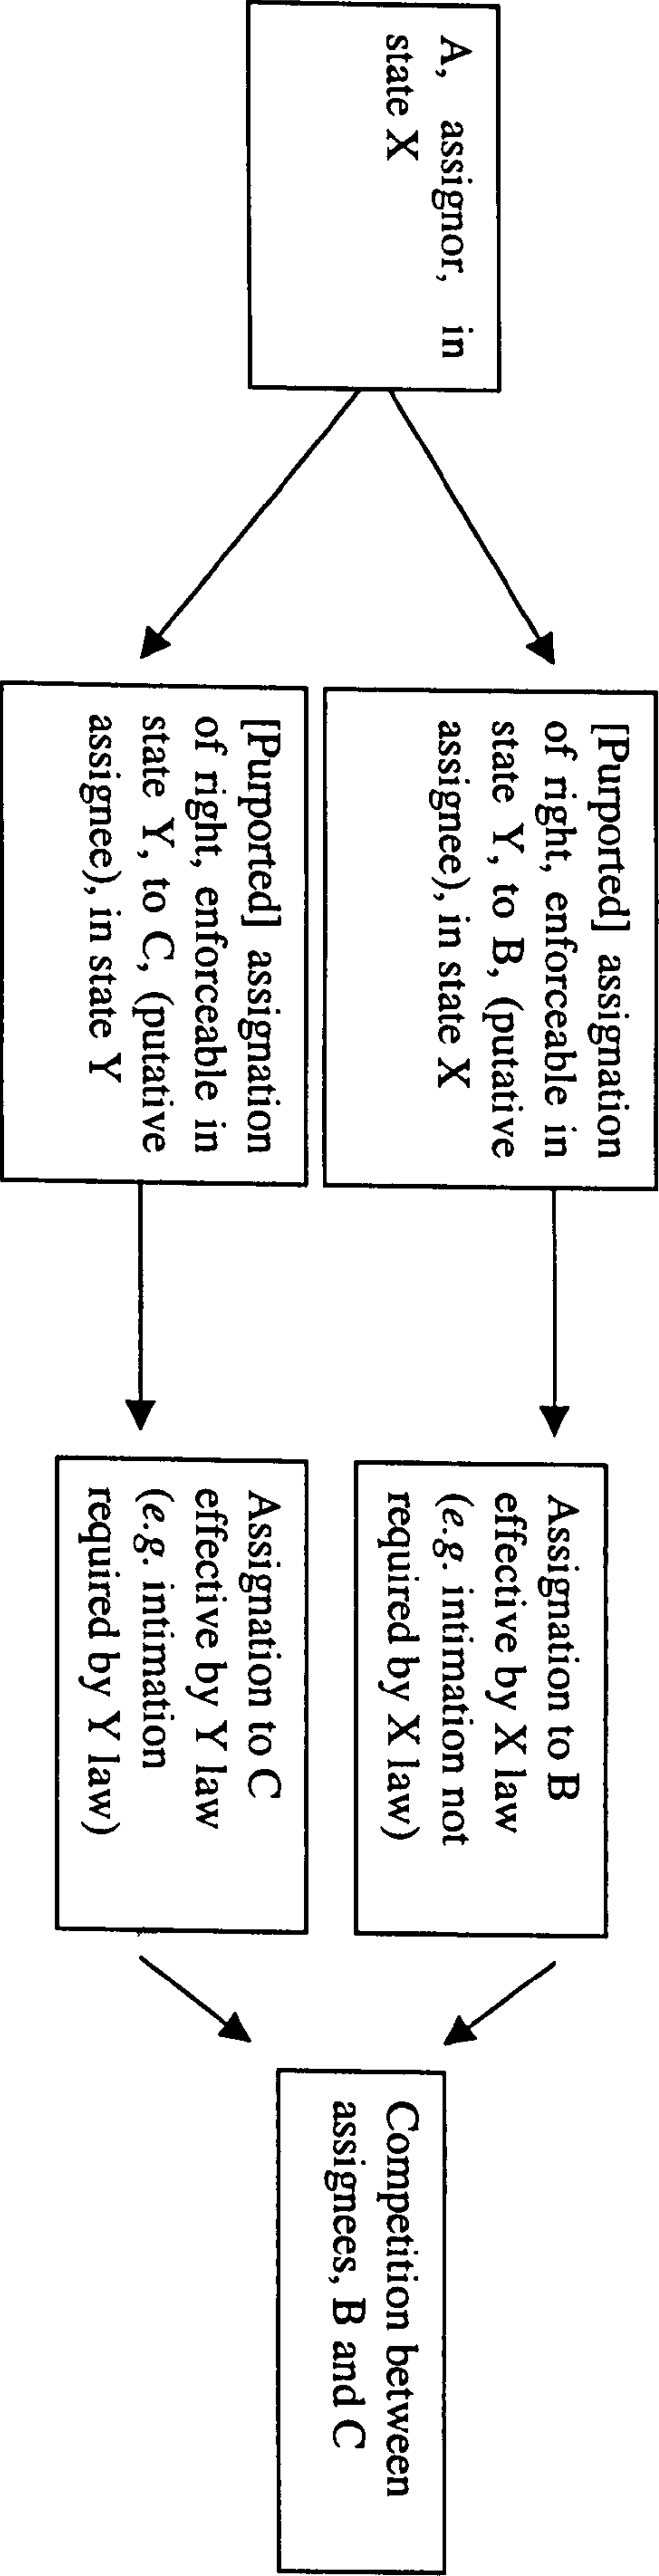 A, assignor, in
state X
[Purported] assignation
of right, enforceable in
state Y, to B, (putative
assignee), in state X
[Purported] assignation
of right, enforceable in
state Y, to C, (putative
assignee), in state Y
Assignation to B
effective by X law
(e.g. intimation not
required by X law)
Assignation to C
effective by Y law
(e.g. intimation
required by Y law)
Competition between
assignees, B and C